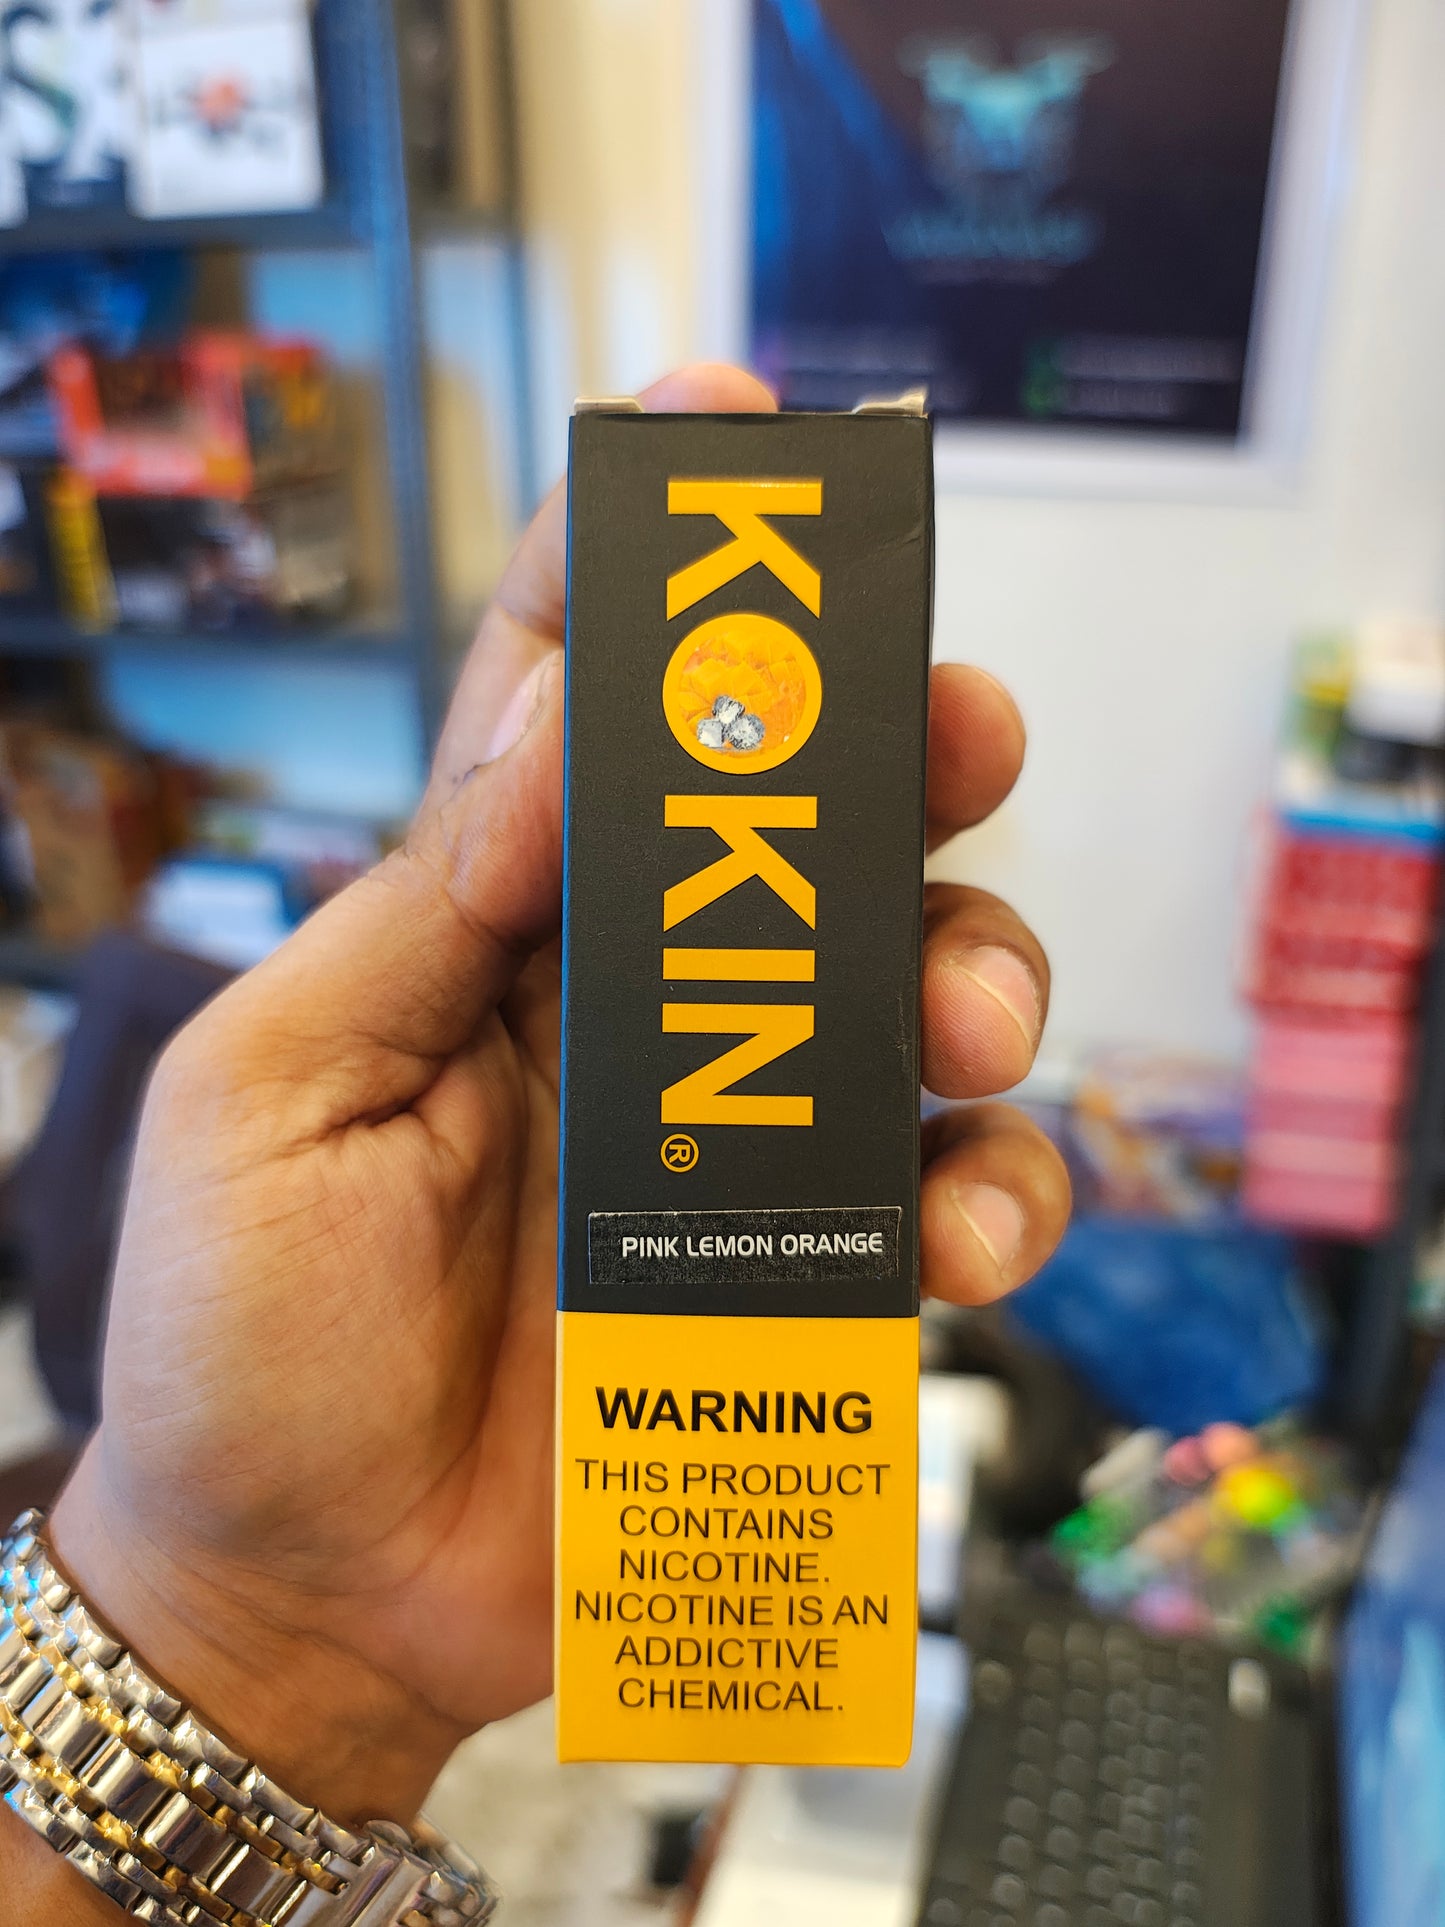 KOKIN®
PINK LEMON ORANGE
WARNING
THIS PRODUCT
CONTAINS
NICOTINE.
NICOTINE IS AN
ADDICTIVE
CHEMICAL.